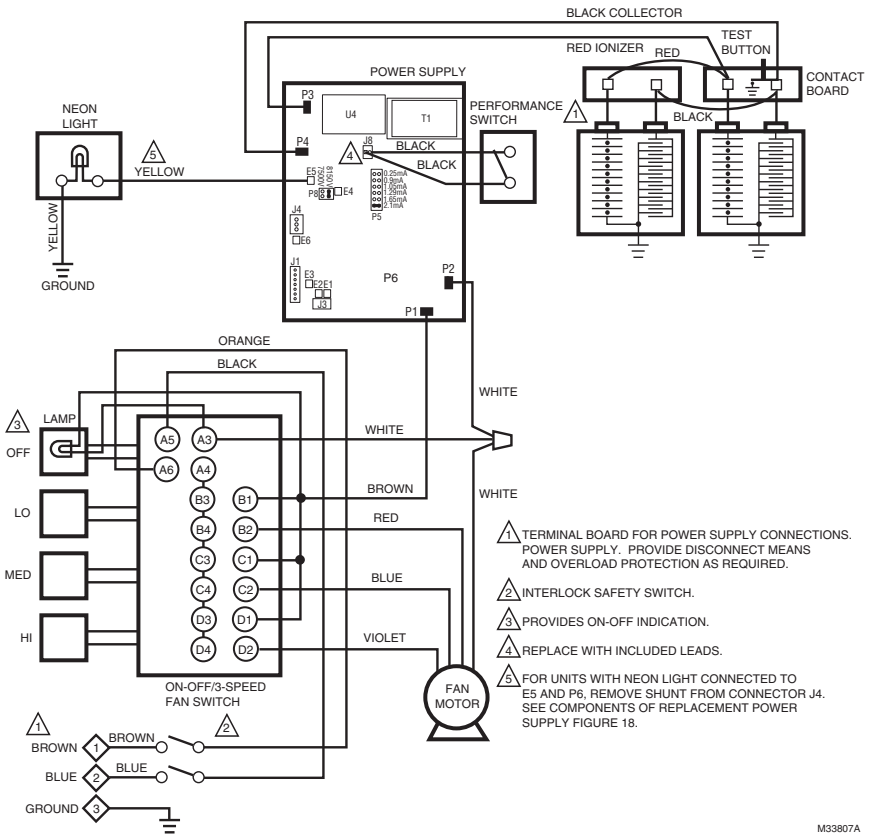 BLACK COLLECTOR
RED IONIZER
RED
TEST
BUTTON
CONTACT
BOARD
BLACK
1
POWER SUPPLY
P3
U4
T1
PERFORMANCE
SWITCH
P4
J8
BLACK
BLACK
4
NEON
LIGHT
5
YELLOW
YELLOW
GROUND
E5
7500V
8150V
P8
E4
0.25mA
0.9mA
1.05mA
1.29mA
1.65mA
2.1mA
P5
J4
E6
J1
E3
E2E1
J3
P6
P2
P1
ORANGE
BLACK
WHITE
3
LAMP
OFF
LO
MED
HI
A5
A3
A6
A4
B3
B1
B4
B2
C3
C1
C4
C2
D3
D1
D4
D2
WHITE
BROWN
RED
BLUE
VIOLET
WHITE
FAN
MOTOR
ON-OFF/3-SPEED
FAN SWITCH
1
2
BROWN
1
BROWN
BLUE
2
BLUE
GROUND
3
1 TERMINAL BOARD FOR POWER SUPPLY CONNECTIONS.
POWER SUPPLY. PROVIDE DISCONNECT MEANS
AND OVERLOAD PROTECTION AS REQUIRED.
2 INTERLOCK SAFETY SWITCH.
3 PROVIDES ON-OFF INDICATION.
4 REPLACE WITH INCLUDED LEADS.
5 FOR UNITS WITH NEON LIGHT CONNECTED TO
E5 AND P6, REMOVE SHUNT FROM CONNECTOR J4.
SEE COMPONENTS OF REPLACEMENT POWER
SUPPLY FIGURE 18.
M33807A